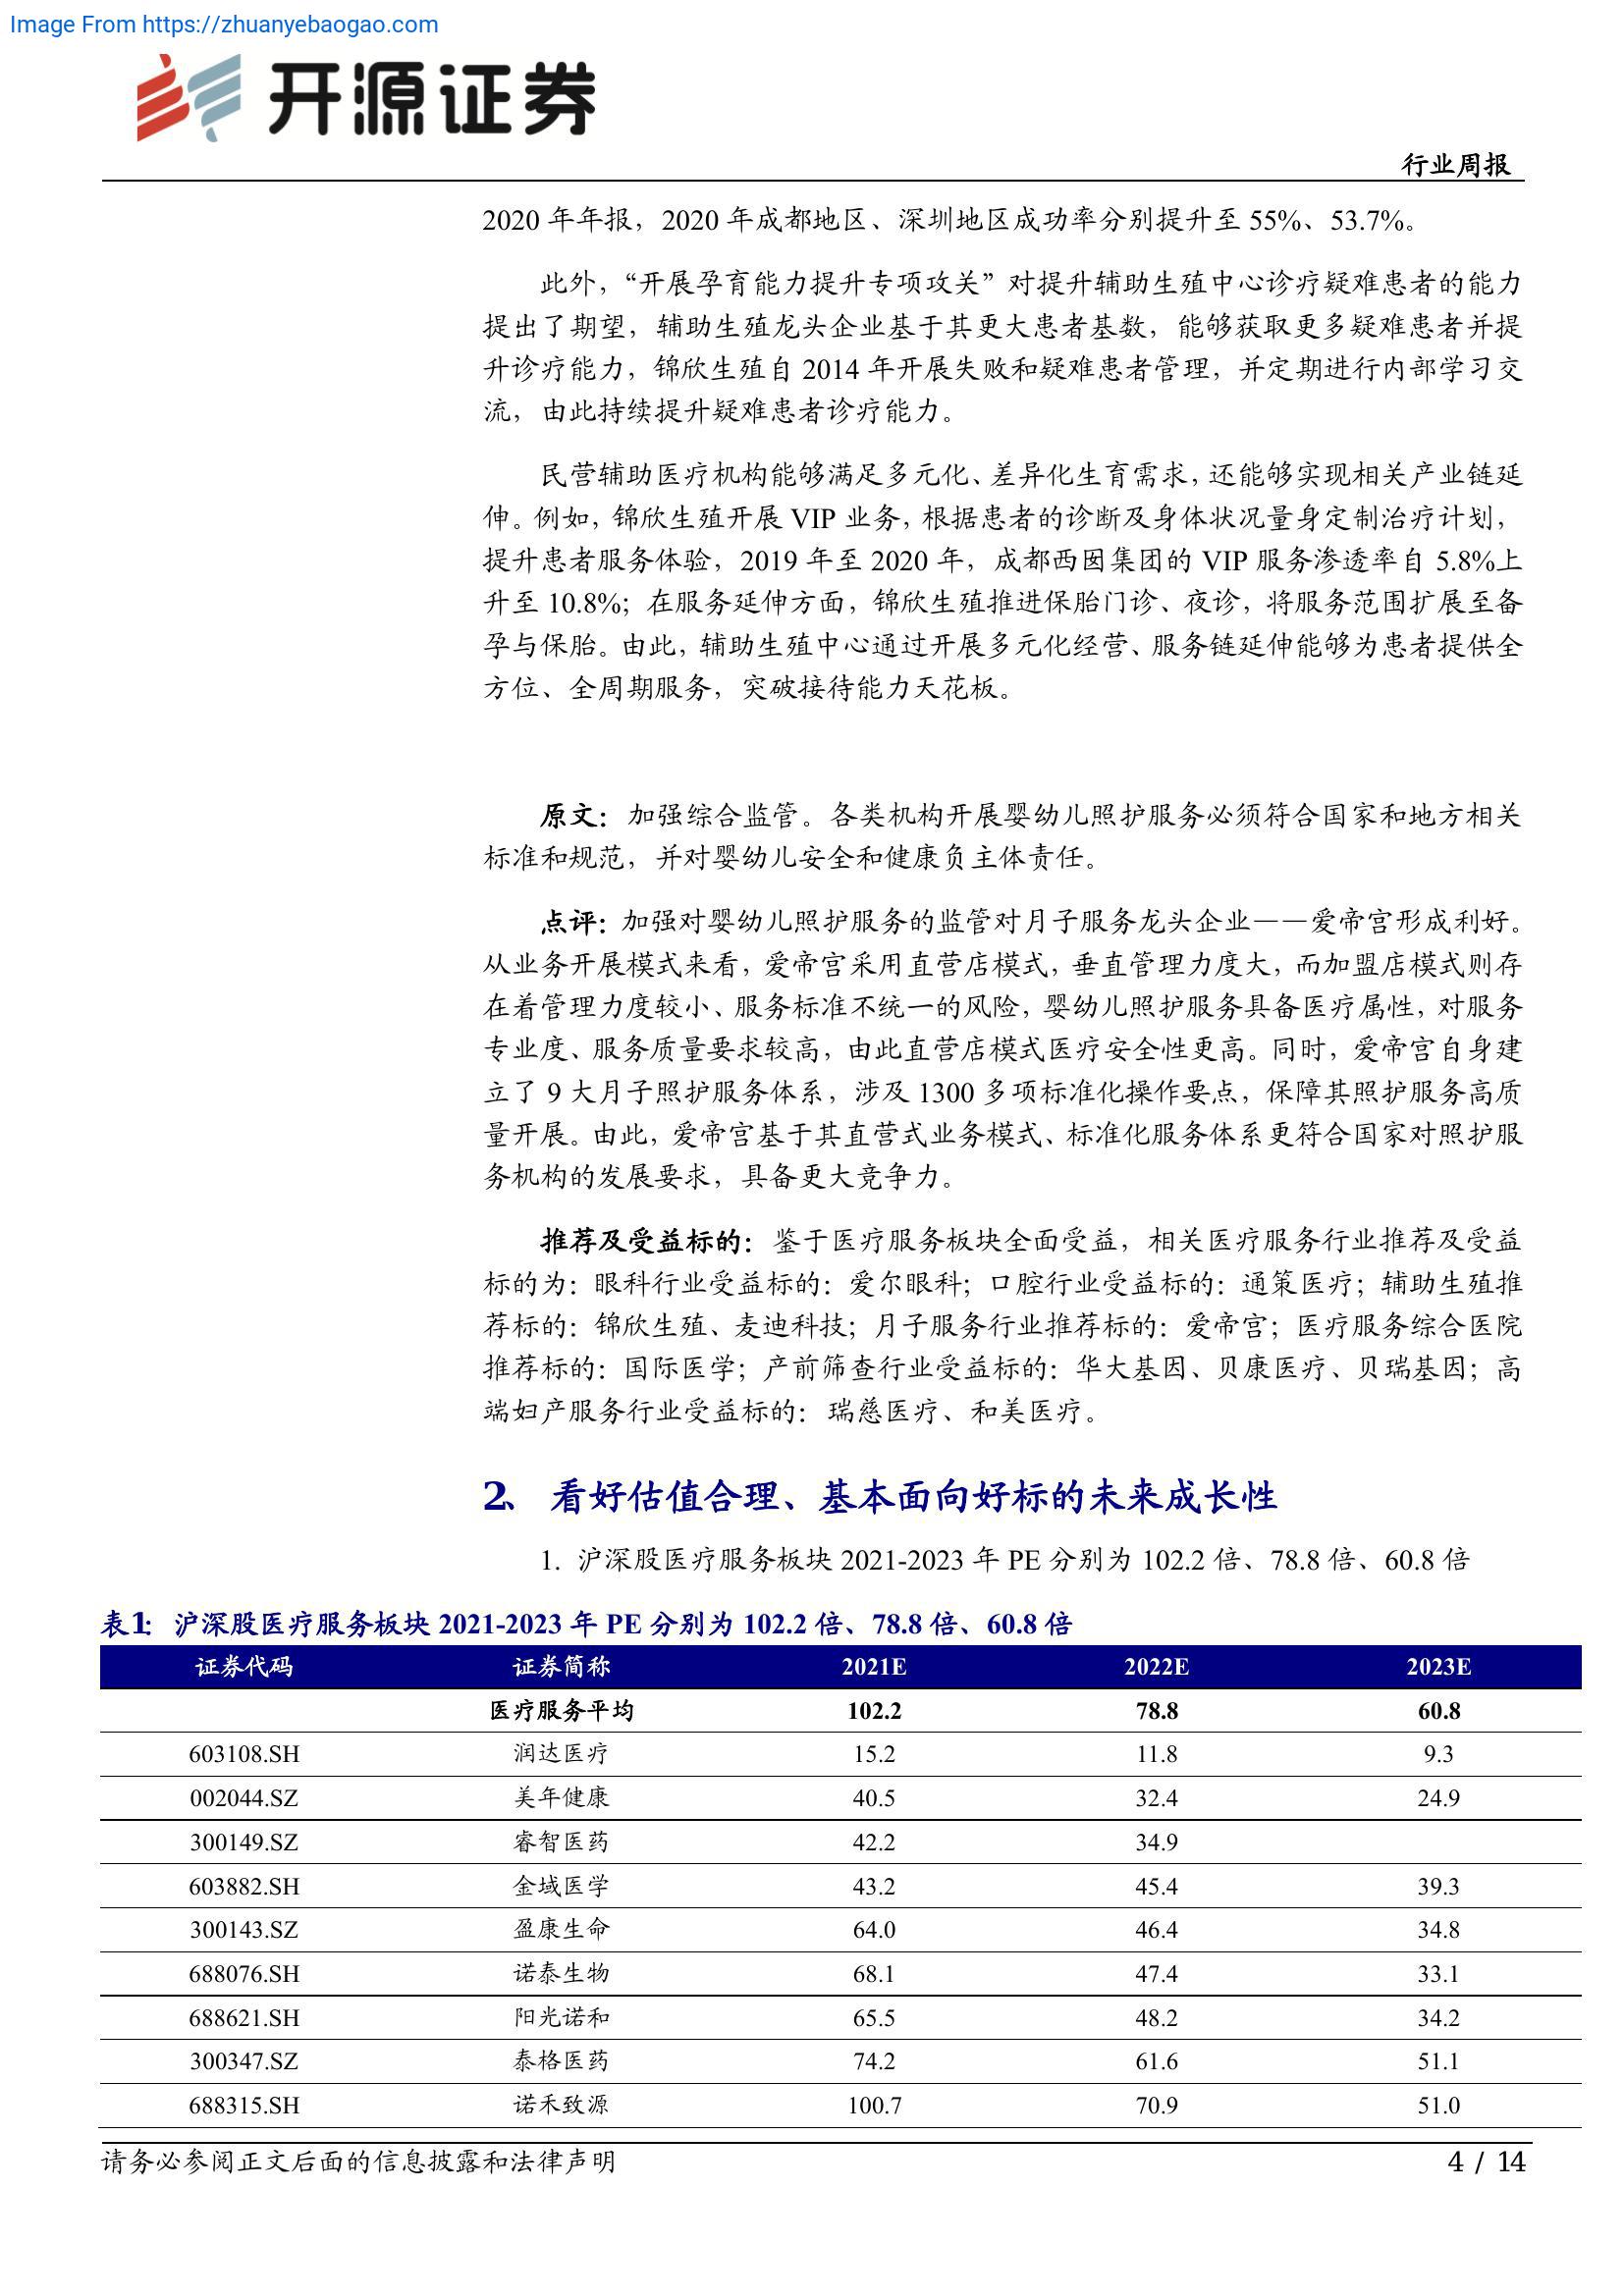 Image From https://zhuanyebaogao.com
开源证券
行业周报
2020 年年报，2020 年成都地区、深圳地区成功率分别提升至 55%、53.7%。
此外，“开展孕育能力提升专项攻关”对提升辅助生殖中心诊疗疑难患者的能力
提出了期望，辅助生殖龙头企业基于其更大患者基数，能够获取更多疑难患者并提
升诊疗能力，锦欣生殖自 2014 年开展失败和疑难患者管理，并定期进行内部学习交
流，由此持续提升疑难患者诊疗能力。
民营辅助医疗机构能够满足多元化、差异化生育需求，还能够实现相关产业链延
伸。例如，锦欣生殖开展 VIP 业务，根据患者的诊断及身体状况量身定制治疗计划，
提升患者服务体验，2019 年至 2020 年，成都西囡集团的 VIP 服务渗透率自 5.8%上
升至 10.8%；在服务延伸方面，锦欣生殖推进保胎门诊、夜诊，将服务范围扩展至备
孕与保胎。由此，辅助生殖中心通过开展多元化经营、服务链延伸能够为患者提供全
方位、全周期服务，突破接待能力天花板。
原文：加强综合监管。各类机构开展婴幼儿照护服务必须符合国家和地方相关
标准和规范，并对婴幼儿安全和健康负主体责任。
点评：加强对婴幼儿照护服务的监管对月子服务龙头企业——爱帝宫形成利好。
从业务开展模式来看，爱帝宫采用直营店模式，垂直管理力度大，而加盟店模式则存
在着管理力度较小、服务标准不统一的风险，婴幼儿照护服务具备医疗属性，对服务
专业度、服务质量要求较高，由此直营店模式医疗安全性更高。同时，爱帝宫自身建
立了 9 大月子照护服务体系，涉及 1300 多项标准化操作要点，保障其照护服务高质
量开展。由此，爱帝宫基于其直营式业务模式、标准化服务体系更符合国家对照护服
务机构的发展要求，具备更大竞争力。
推荐及受益标的：鉴于医疗服务板块全面受益，相关医疗服务行业推荐及受益
标的为：眼科行业受益标的：爱尔眼科；口腔行业受益标的：通策医疗；辅助生殖推
荐标的：锦欣生殖、麦迪科技；月子服务行业推荐标的：爱帝宫；医疗服务综合医院
推荐标的：国际医学；产前筛查行业受益标的：华大基因、贝康医疗、贝瑞基因；高
端妇产服务行业受益标的：瑞慈医疗、和美医疗。
2、 看好估值合理、基本面向好标的未来成长性
1. 沪深股医疗服务板块 2021-2023 年 PE 分别为 102.2 倍、78.8 倍、60.8 倍
表1： 沪深股医疗服务板块 2021-2023 年 PE 分别为 102.2 倍、78.8 倍、60.8 倍
证券代码 证券简称 2021E 2022E 2023E
医疗服务平均 102.2 78.8 60.8
603108.SH 润达医疗 15.2 11.8 9.3
002044.SZ 美年健康 40.5 32.4 24.9
300149.SZ 睿智医药 42.2 34.9
603882.SH 金域医学 43.2 45.4 39.3
300143.SZ 盈康生命 64.0 46.4 34.8
688076.SH 诺泰生物 68.1 47.4 33.1
688621.SH 阳光诺和 65.5 48.2 34.2
300347.SZ 泰格医药 74.2 61.6 51.1
688315.SH 诺禾致源 100.7 70.9 51.0
请务必参阅正文后面的信息披露和法律声明
4 / 14